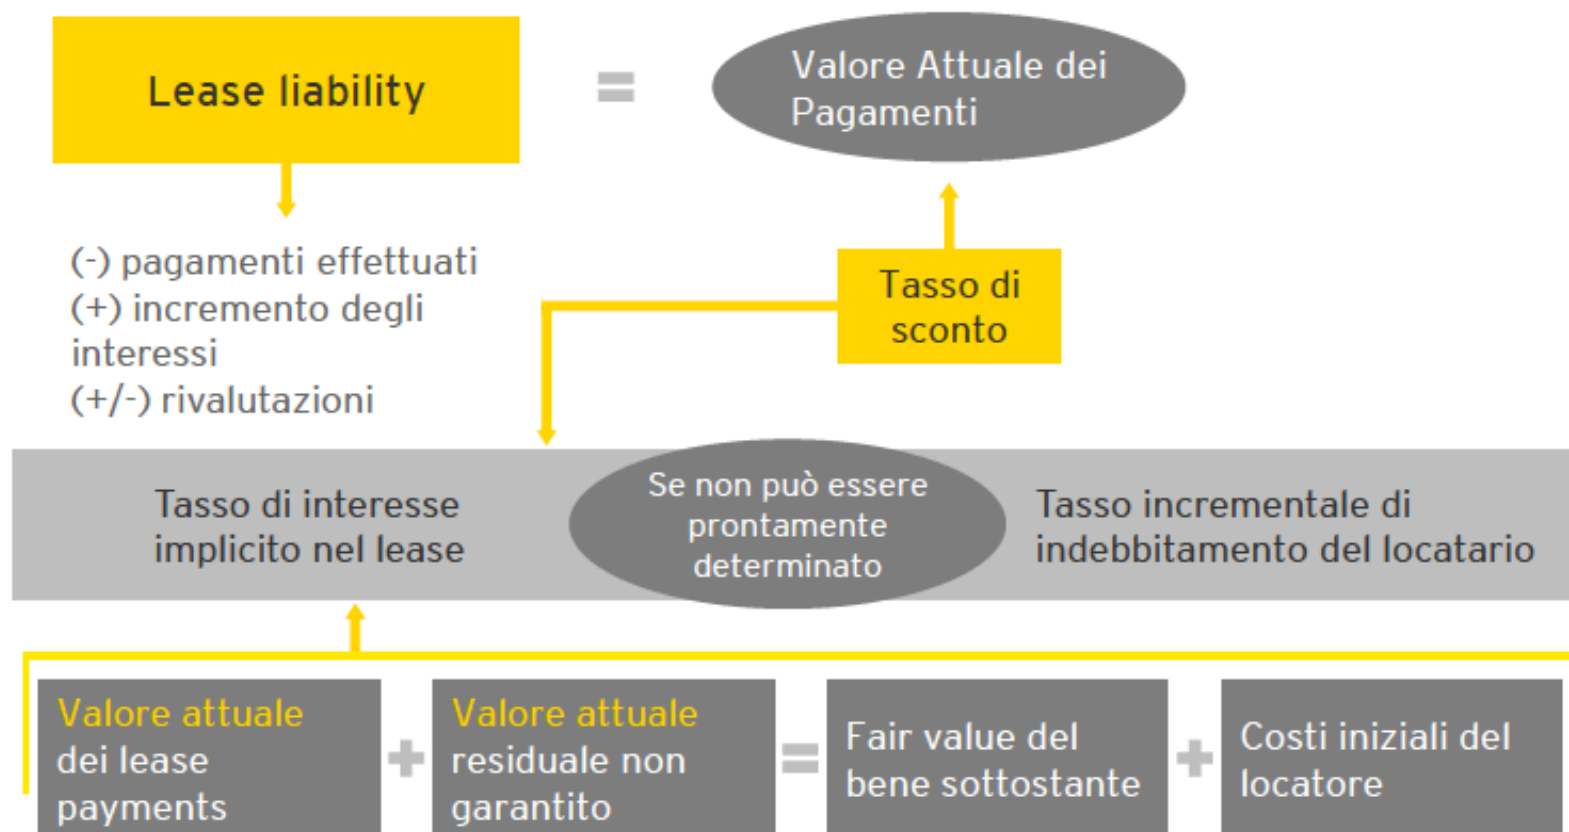 Lease liability
=
Valore Attuale dei
Pagamenti
(-) pagamenti effettuati
(+) incremento degli
interessi
(+/-) rivalutazioni
Tasso di
sconto
Tasso di interesse
implicito nel lease
Se non può essere
prontamente
determinato
Tasso incrementale di
indebbitamento del locatario
Valore attuale
dei lease
payments
+
Valore attuale
residuale non
garantito
=
Fair value del
bene sottostante
+
Costi iniziali del
locatore